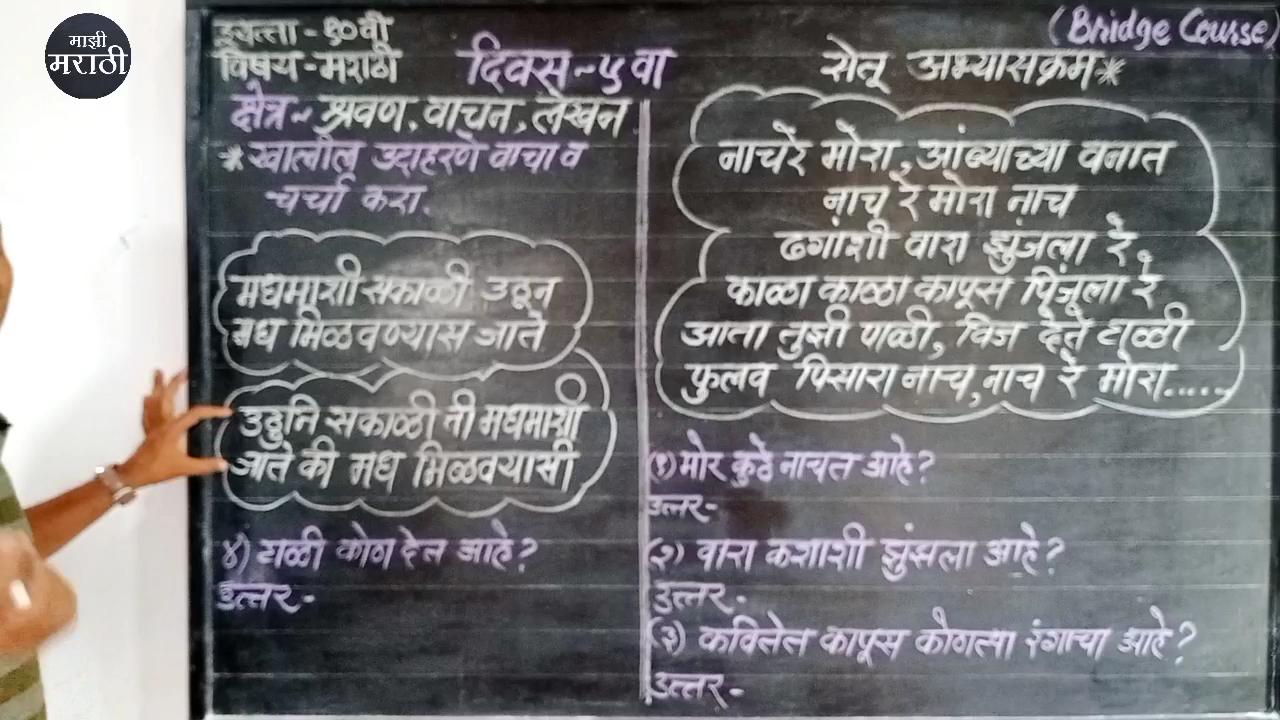 माझी
मराठी
इयत्ता - १० वी
विषय - मराठी
दिवस - ५ वा
(Bridge Course)
सेतू अभ्यासक्रम*
क्षेत्र - श्रवण, वाचन, लेखन
* खालील उदाहरणे वाचा व
चर्चा करा.
मधमाशी सकाळी उठून
मध मिळवण्यास जाते
उठुनि सकाळी ती मधमाशी
जाते की मध मिळवयासी
४) टाळी कोण देत आहे?
उत्तर -
नाच रे मोरा, आंब्याच्या वनात
नाच रे मोरा नाच
ढगांशी वारा झुंजला रे
काळा काळा कापूस पिंजूला रे
आता तुझी पाळी, विज देते टाळी
फुलव पिसारा नाच, नाच रे मोरा.....
(१) मोर कुठे नाचत आहे?
उत्तर -
(२) वारा कशाशी झुंजला आहे?
उत्तर -
(३) कवितेत कापूस कोणत्या रंगाचा आहे?
उत्तर -